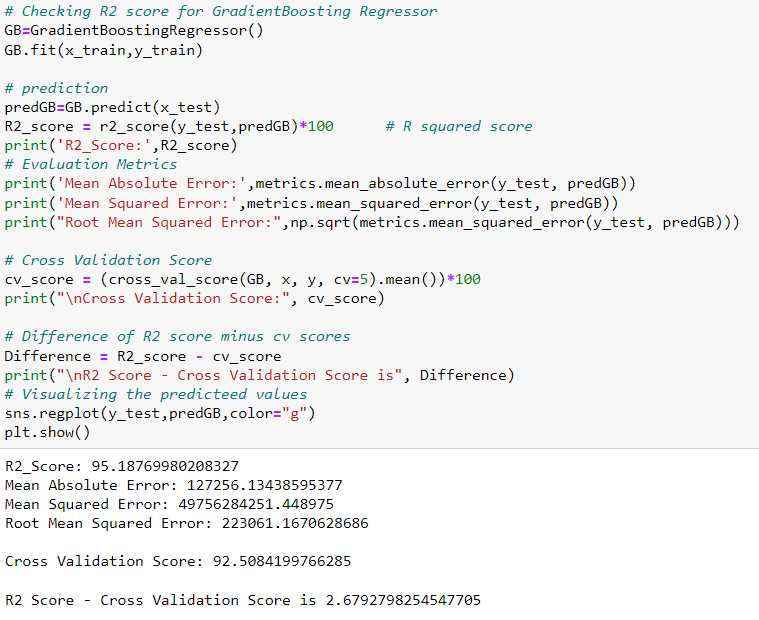 # Checking R2 score for GradientBoosting Regressor
GB=GradientBoostingRegressor()
GB.fit(x_train,y_train)
# prediction
predGB=GB.predict(x_test)
R2_score = r2_score(y_test,predGB)*100      # R squared score
print('R2_Score:',R2_score)
# Evaluation Metrics
print('Mean Absolute Error:',metrics.mean_absolute_error(y_test, predGB))
print('Mean Squared Error:',metrics.mean_squared_error(y_test, predGB))
print("Root Mean Squared Error:",np.sqrt(metrics.mean_squared_error(y_test, predGB)))
# Cross Validation Score
cv_score = (cross_val_score(GB, x, y, cv=5).mean())*100
print("\nCross Validation Score:", cv_score)
# Difference of R2 score minus cv scores
Difference = R2_score - cv_score
print("\nR2 Score - Cross Validation Score is", Difference)
# Visualizing the predicteed values
sns.regplot(y_test,predGB,color="g")
plt.show()
R2_Score: 95.18769980208327
Mean Absolute Error: 127256.13438595377
Mean Squared Error: 49756284251.448975
Root Mean Squared Error: 223061.1670628686
Cross Validation Score: 92.5084199766285
R2 Score - Cross Validation Score is 2.6792798254547705